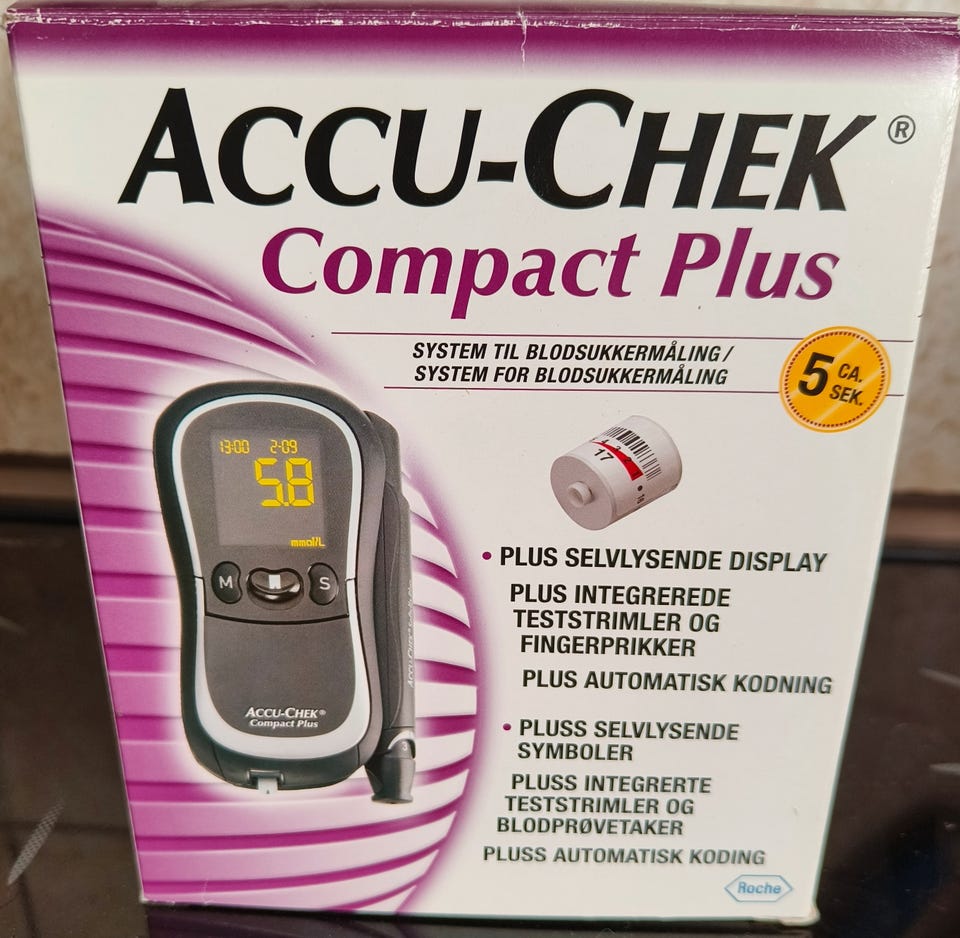 ACCU-CHEK®
Compact Plus
SYSTEM TIL BLODSUKKERMÅLING /
SYSTEM FOR BLODSUKKERMÅLING
5 CA.
SEK.
13:00 2:09
5.8
mmol/L
M S
ACCU-CHEK®
Compact Plus
17
• PLUS SELVLYSENDE DISPLAY
PLUS INTEGREREDE
TESTSTRIMLER OG
FINGERPRIKKER
PLUS AUTOMATISK KODNING
• PLUSS SELVLYSENDE
SYMBOLER
PLUSS INTEGRERTE
TESTSTRIMLER OG
BLODPRØVETAKER
PLUSS AUTOMATISK KODING
Roche